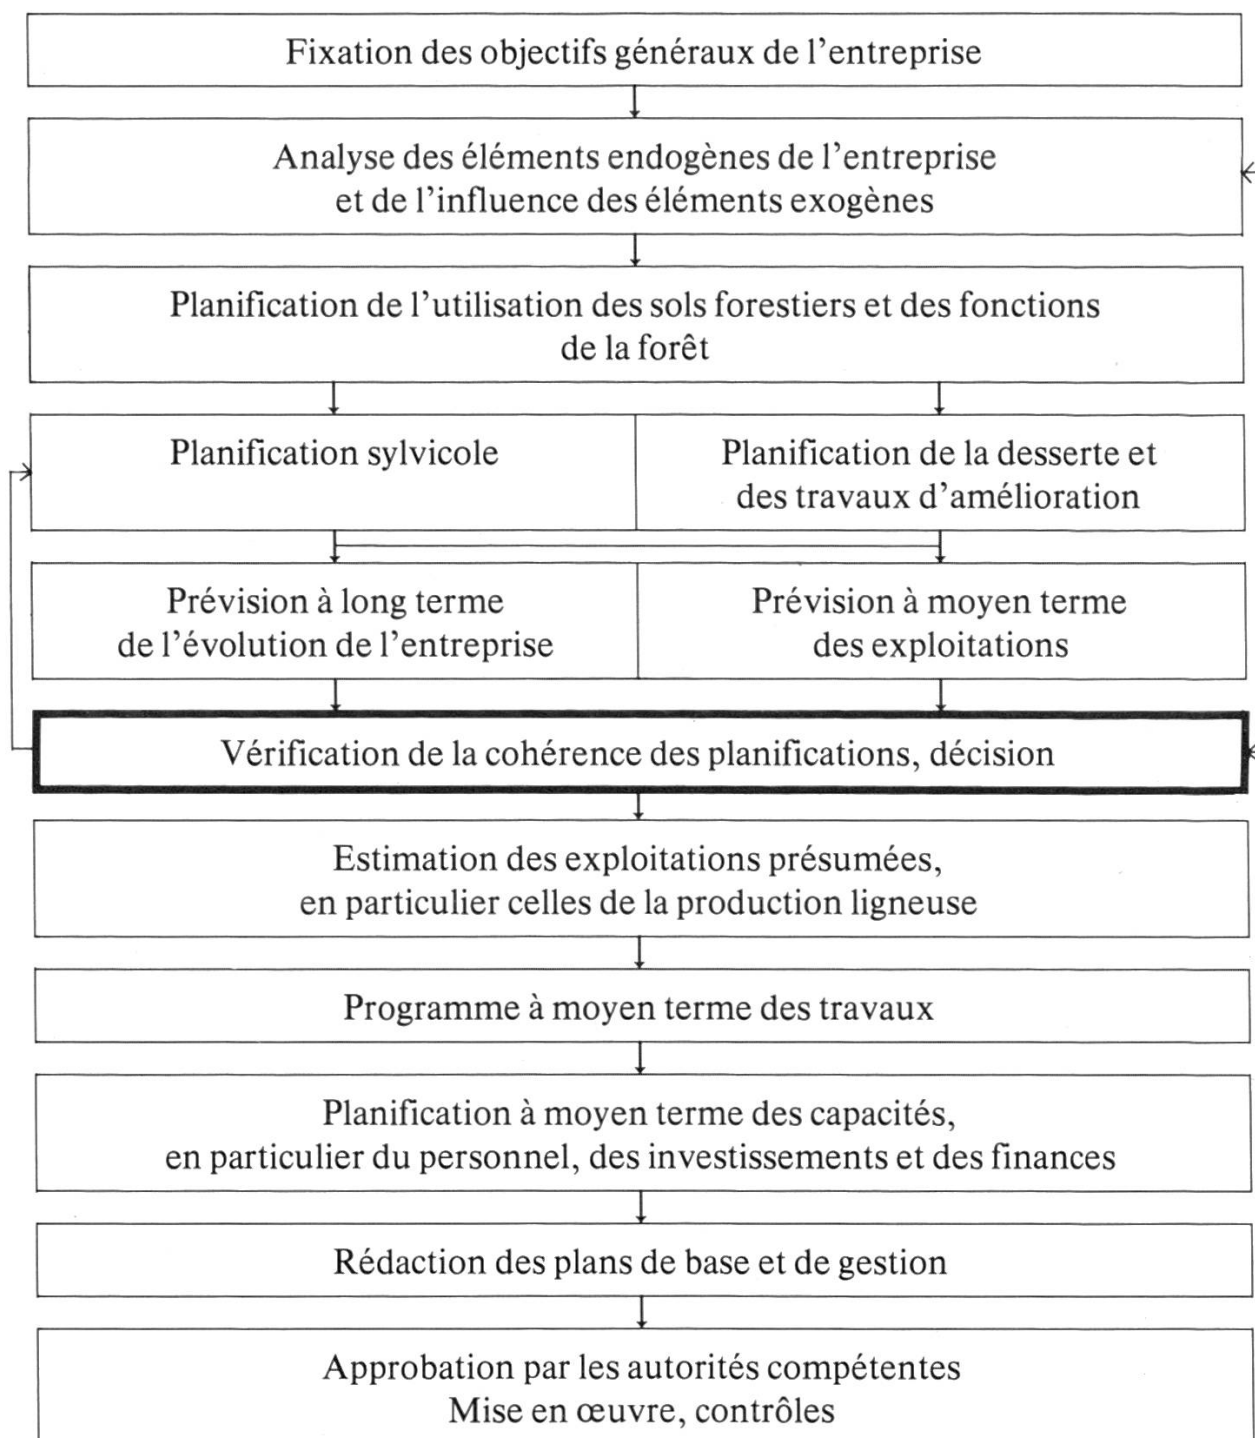 Fixation des objectifs généraux de l’entreprise
Analyse des éléments endogènes de l’entreprise
et de l’influence des éléments exogènes
Planification de l’utilisation des sols forestiers et des fonctions
de la forêt
Planification sylvicole
Planification de la desserte et
des travaux d’amélioration
Prévision à long terme
de l’évolution de l’entreprise
Prévision à moyen terme
des exploitations
Vérification de la cohérence des planifications, décision
Estimation des exploitations présumées,
en particulier celles de la production ligneuse
Programme à moyen terme des travaux
Planification à moyen terme des capacités,
en particulier du personnel, des investissements et des finances
Rédaction des plans de base et de gestion
Approbation par les autorités compétentes
Mise en œuvre, contrôles